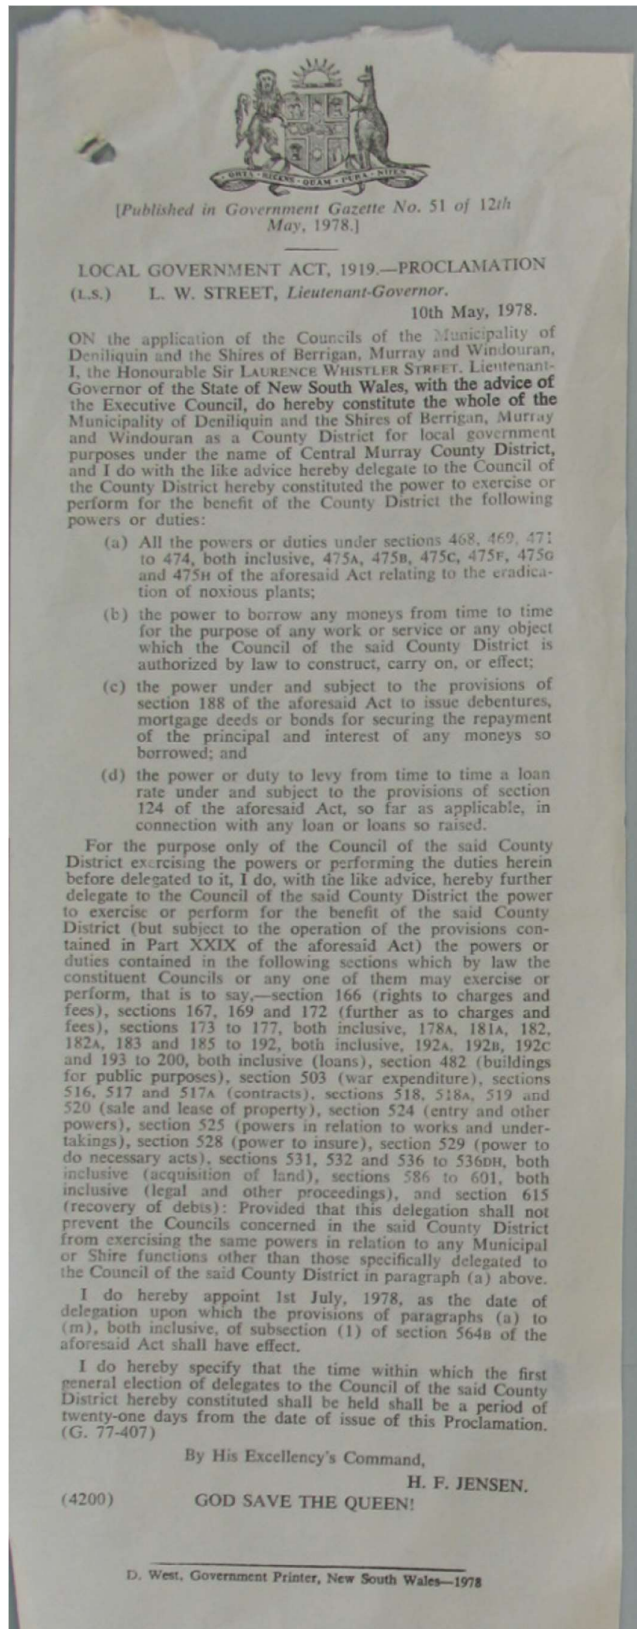 ORTA · RECENS · QUAM · PURA · NITES
[Published in Government Gazette No. 51 of 12th
May, 1978.]
LOCAL GOVERNMENT ACT, 1919.—PROCLAMATION
(L.S.) L. W. STREET, Lieutenant-Governor.
10th May, 1978.
ON the application of the Councils of the Municipality of
Deniliquin and the Shires of Berrigan, Murray and Windouran,
I, the Honourable Sir LAURENCE WHISTLER STREET, Lieutenant-
Governor of the State of New South Wales, with the advice of
the Executive Council, do hereby constitute the whole of the
Municipality of Deniliquin and the Shires of Berrigan, Murray
and Windouran as a County District for local government
purposes under the name of Central Murray County District,
and I do with the like advice hereby delegate to the Council of
the County District hereby constituted the power to exercise or
perform for the benefit of the County District the following
powers or duties:
(a) All the powers or duties under sections 468, 469, 471
to 474, both inclusive, 475A, 475B, 475C, 475F, 475G
and 475H of the aforesaid Act relating to the eradica-
tion of noxious plants;
(b) the power to borrow any moneys from time to time
for the purpose of any work or service or any object
which the Council of the said County District is
authorized by law to construct, carry on, or effect;
(c) the power under and subject to the provisions of
section 188 of the aforesaid Act to issue debentures,
mortgage deeds or bonds for securing the repayment
of the principal and interest of any moneys so
borrowed; and
(d) the power or duty to levy from time to time a loan
rate under and subject to the provisions of section
124 of the aforesaid Act, so far as applicable, in
connection with any loan or loans so raised.
For the purpose only of the Council of the said County
District exercising the powers or performing the duties herein
before delegated to it, I do, with the like advice, hereby further
delegate to the Council of the said County District the power
to exercise or perform for the benefit of the said County
District (but subject to the operation of the provisions con-
tained in Part XXIX of the aforesaid Act) the powers or
duties contained in the following sections which by law the
constituent Councils or any one of them may exercise or
perform, that is to say,—section 166 (rights to charges and
fees), sections 167, 169 and 172 (further as to charges and
fees), sections 173 to 177, both inclusive, 178A, 181A, 182,
182A, 183 and 185 to 192, both inclusive, 192A, 192B, 192C
and 193 to 200, both inclusive (loans), section 482 (buildings
for public purposes), section 503 (war expenditure), sections
516, 517 and 517A (contracts), sections 518, 518A, 519 and
520 (sale and lease of property), section 524 (entry and other
powers), section 525 (powers in relation to works and under-
takings), section 528 (power to insure), section 529 (power to
do necessary acts), sections 531, 532 and 536 to 536DH, both
inclusive (acquisition of land), sections 586 to 601, both
inclusive (legal and other proceedings), and section 615
(recovery of debts): Provided that this delegation shall not
prevent the Councils concerned in the said County District
from exercising the same powers in relation to any Municipal
or Shire functions other than those specifically delegated to
the Council of the said County District in paragraph (a) above.
I do hereby appoint 1st July, 1978, as the date of
delegation upon which the provisions of paragraphs (a) to
(m), both inclusive, of subsection (1) of section 564B of the
aforesaid Act shall have effect.
I do hereby specify that the time within which the first
general election of delegates to the Council of the said County
District hereby constituted shall be held shall be a period of
twenty-one days from the date of issue of this Proclamation.
(G. 77-407)
By His Excellency's Command,
H. F. JENSEN.
(4200) GOD SAVE THE QUEEN!
D. West, Government Printer, New South Wales—1978